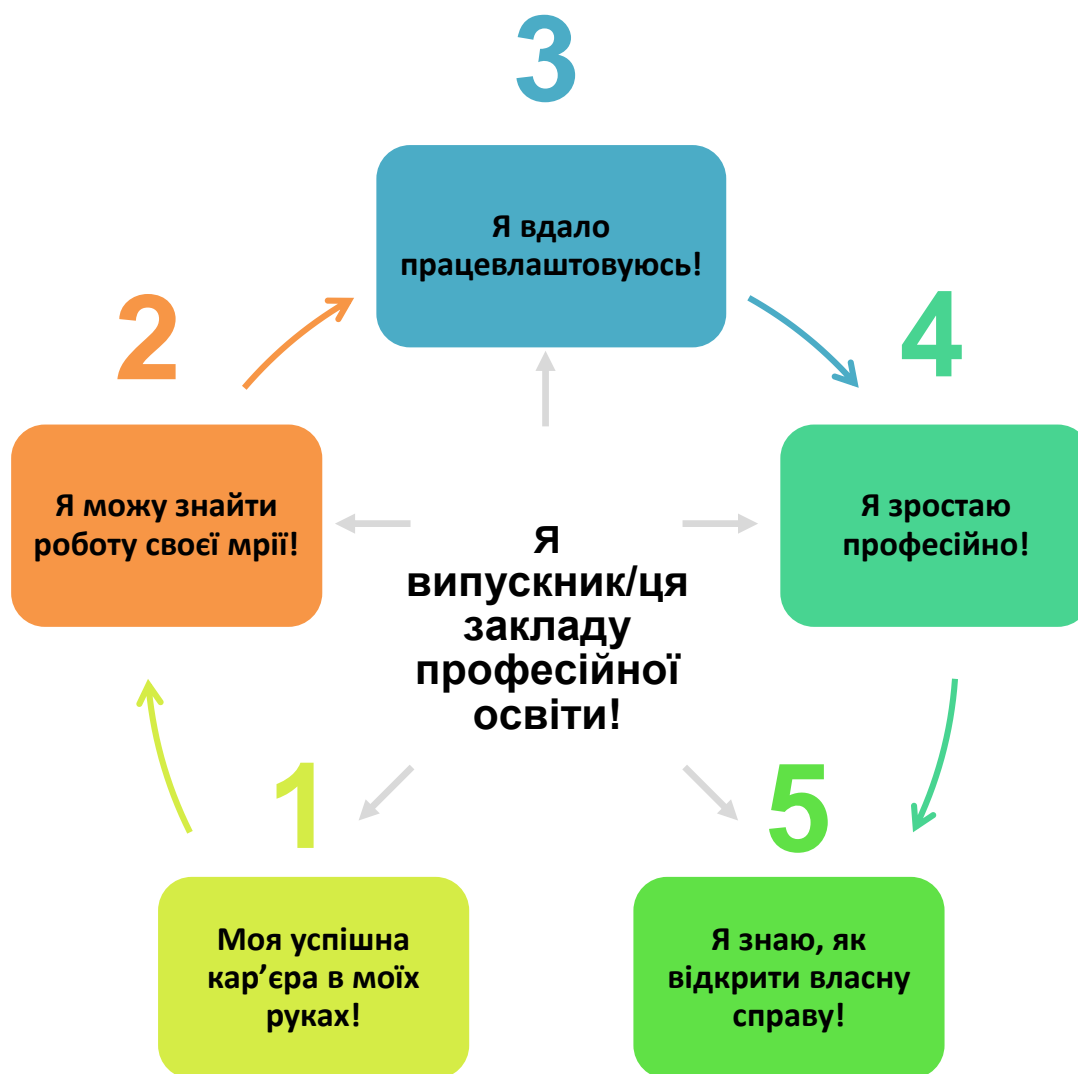 3
Я вдало
працевлаштовуюсь!
2
4
Я можу знайти
роботу своєї мрії!
Я зростаю
професійно!
Я
випускник/ця
закладу
професійної
освіти!
1
5
Моя успішна
кар’єра в моїх
руках!
Я знаю, як
відкрити власну
справу!